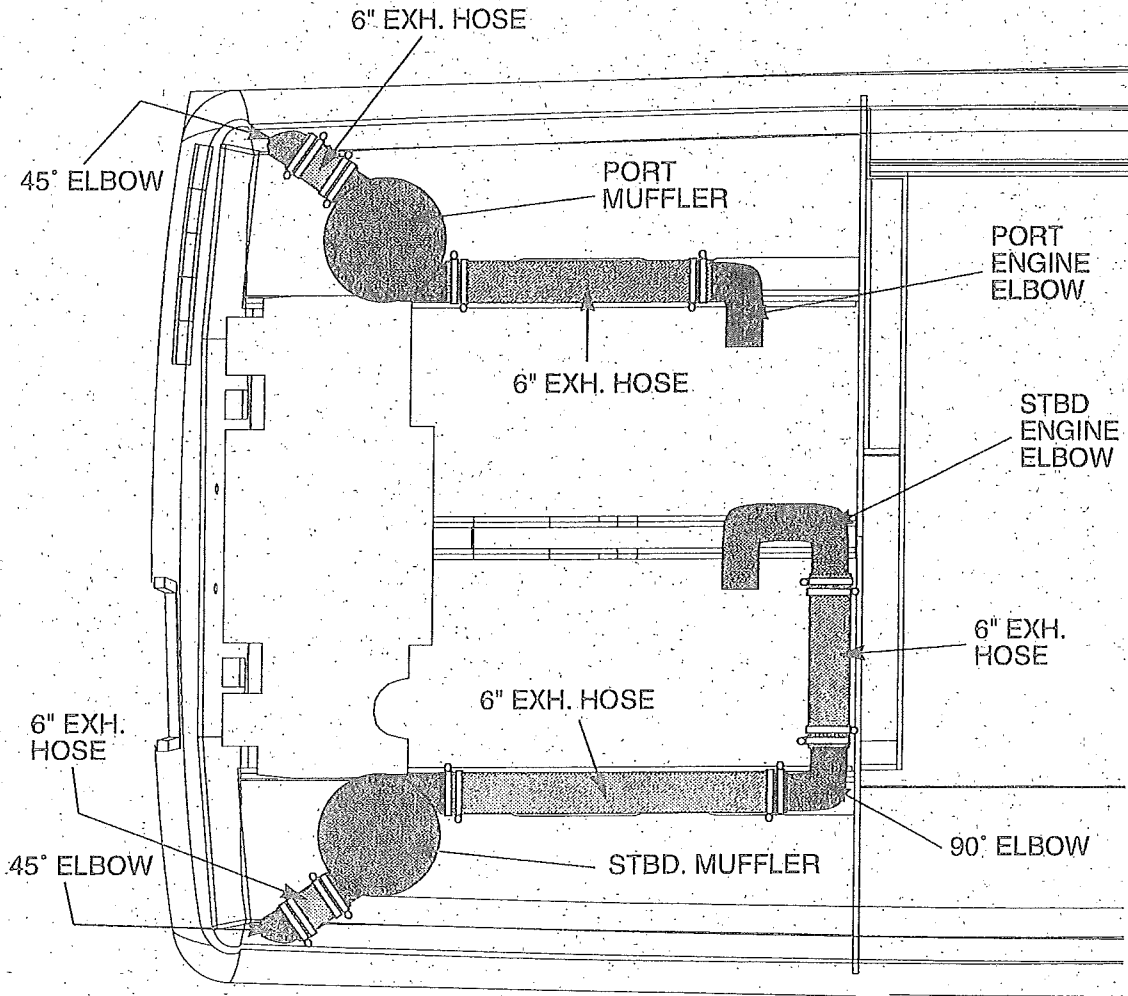 6" EXH. HOSE
45° ELBOW
PORT
MUFFLER
PORT
ENGINE
ELBOW
6" EXH. HOSE
STBD
ENGINE
ELBOW
6" EXH.
HOSE
6" EXH. HOSE
6" EXH.
HOSE
45° ELBOW
STBD. MUFFLER
90° ELBOW